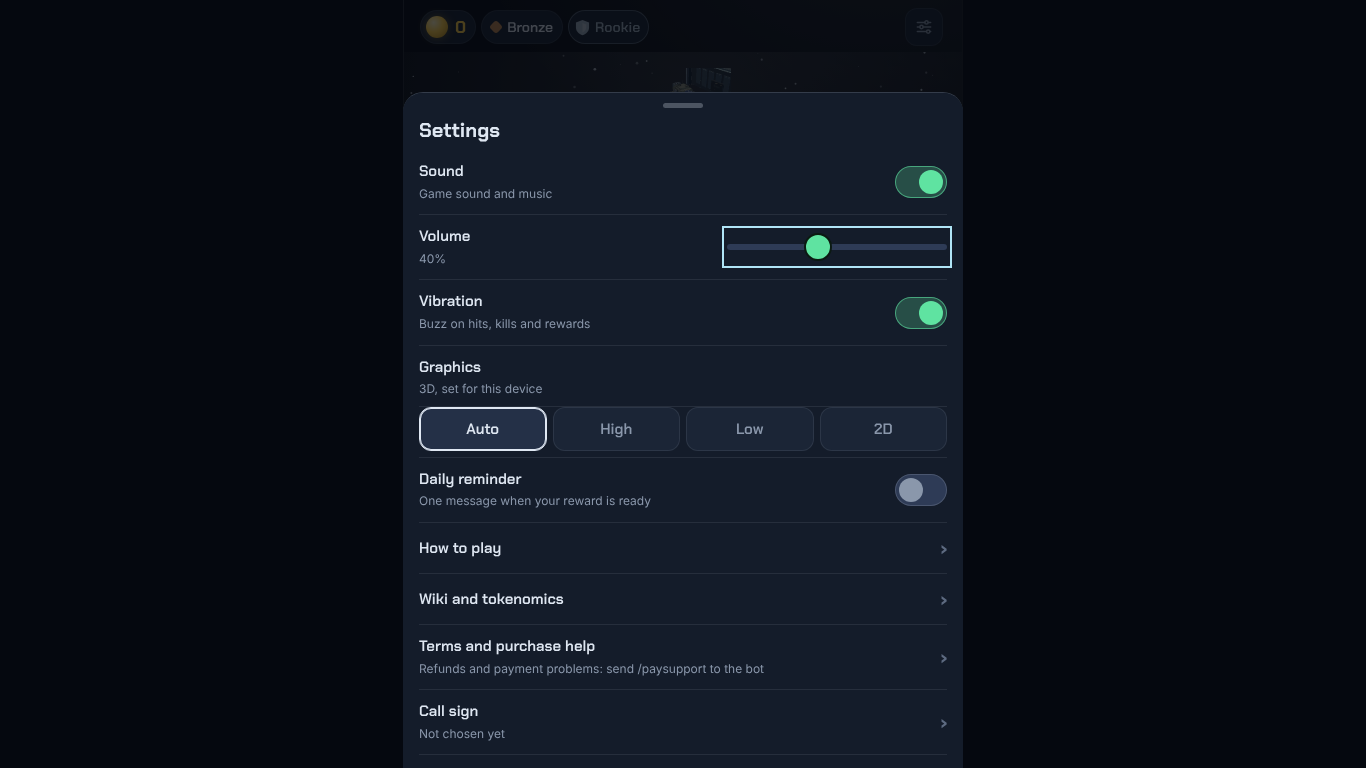 0 Bronze Rookie
Settings
Sound
Game sound and music
Volume
40%
Vibration
Buzz on hits, kills and rewards
Graphics
3D, set for this device
Auto High Low 2D
Daily reminder
One message when your reward is ready
How to play
Wiki and tokenomics
Terms and purchase help
Refunds and payment problems: send /paysupport to the bot
Call sign
Not chosen yet